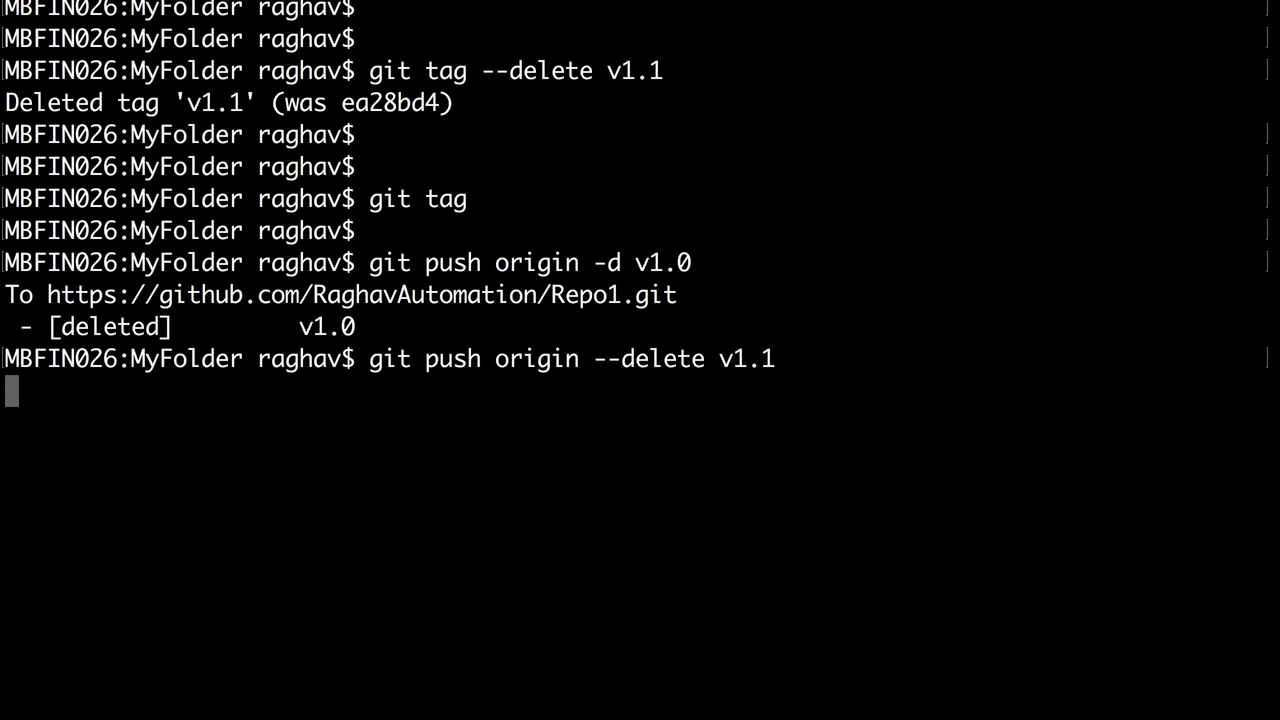 MBFIN026:MyFolder raghav$
MBFIN026:MyFolder raghav$
MBFIN026:MyFolder raghav$ git tag --delete v1.1
Deleted tag 'v1.1' (was ea28bd4)
MBFIN026:MyFolder raghav$
MBFIN026:MyFolder raghav$
MBFIN026:MyFolder raghav$ git tag
MBFIN026:MyFolder raghav$
MBFIN026:MyFolder raghav$ git push origin -d v1.0
To https://github.com/RaghavAutomation/Repo1.git
 - [deleted]         v1.0
MBFIN026:MyFolder raghav$ git push origin --delete v1.1